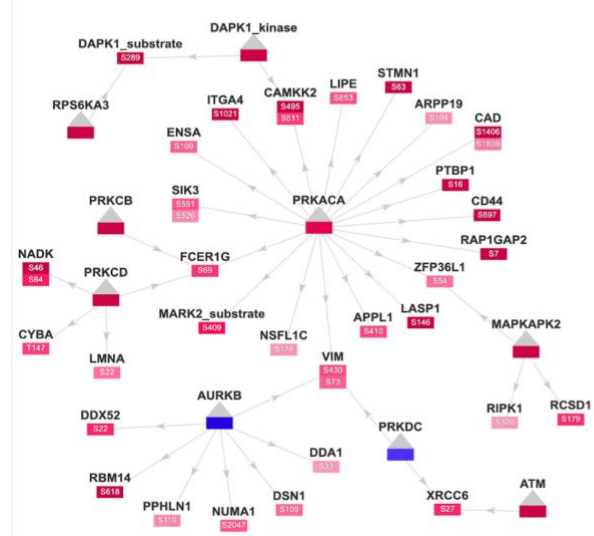 DAPK1_kinase
DAPK1_substrate
S289
RPS6KA3
CAMKK2
S495
S511
LIPE
S853
STMN1
S63
ARPP19
S104
ITGA4
S1021
CAD
S1406
S1859
ENSA
S109
PTBP1
S16
SIK3
S551
S526
PRKACA
CD44
S697
PRKCB
RAP1GAP2
S7
NADK
S46
S64
PRKCD
FCER1G
S69
ZFP36L1
S54
MARK2_substrate
S409
NSFL1C
S176
APPL1
S410
LASP1
S146
MAPKAPK2
CYBA
T147
LMNA
S22
VIM
S430
S73
AURKB
RIPK1
S320
RCSD1
S179
DDX52
S22
PRKDC
DDA1
S33
RBM14
S618
PPHLN1
S110
NUMA1
S2047
DSN1
S109
XRCC6
S27
ATM